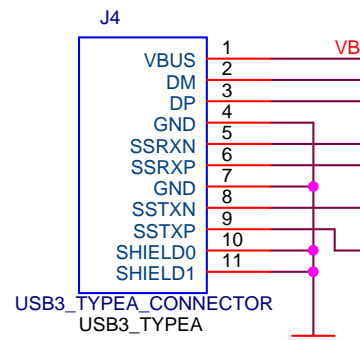 J4
VBUS 1 VB
DM 2
DP 3
GND 4
SSRXN 5
SSRXP 6
GND 7
SSTXN 8
SSTXP 9
SHIELD0 10
SHIELD1 11
USB3_TYPEA_CONNECTOR
USB3_TYPEA